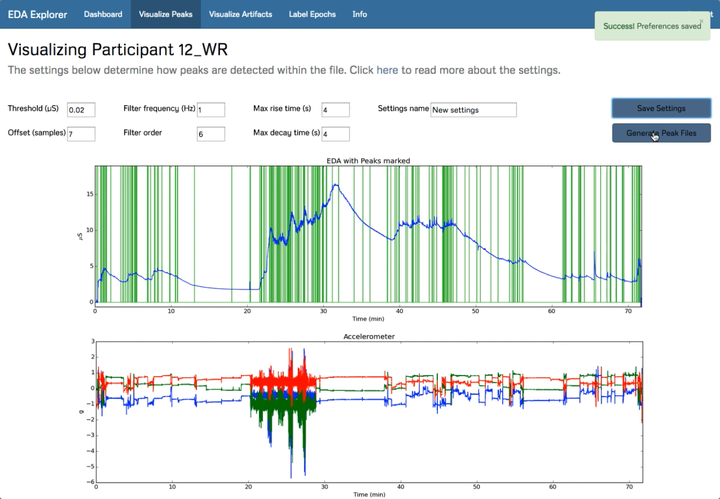 EDA Explorer Dashboard Visualize Peaks Visualize Artifacts Label Epochs Info
Success! Preferences saved
Visualizing Participant 12_WR
The settings below determine how peaks are detected within the file. Click here to read more about the settings.
Threshold (µS) 0.02 Filter frequency (Hz) 1 Max rise time (s) 4 Settings name New settings Save Settings
Offset (samples) 7 Filter order 6 Max decay time (s) 4 Generate Peak Files
EDA with Peaks marked
15
10
5
0
µS
0 10 20 30 40 50 60 70
Time (min)
Accelerometer
3
2
1
0
−1
−2
−3
−4
−5
−6
g
0 10 20 30 40 50 60 70
Time (min)